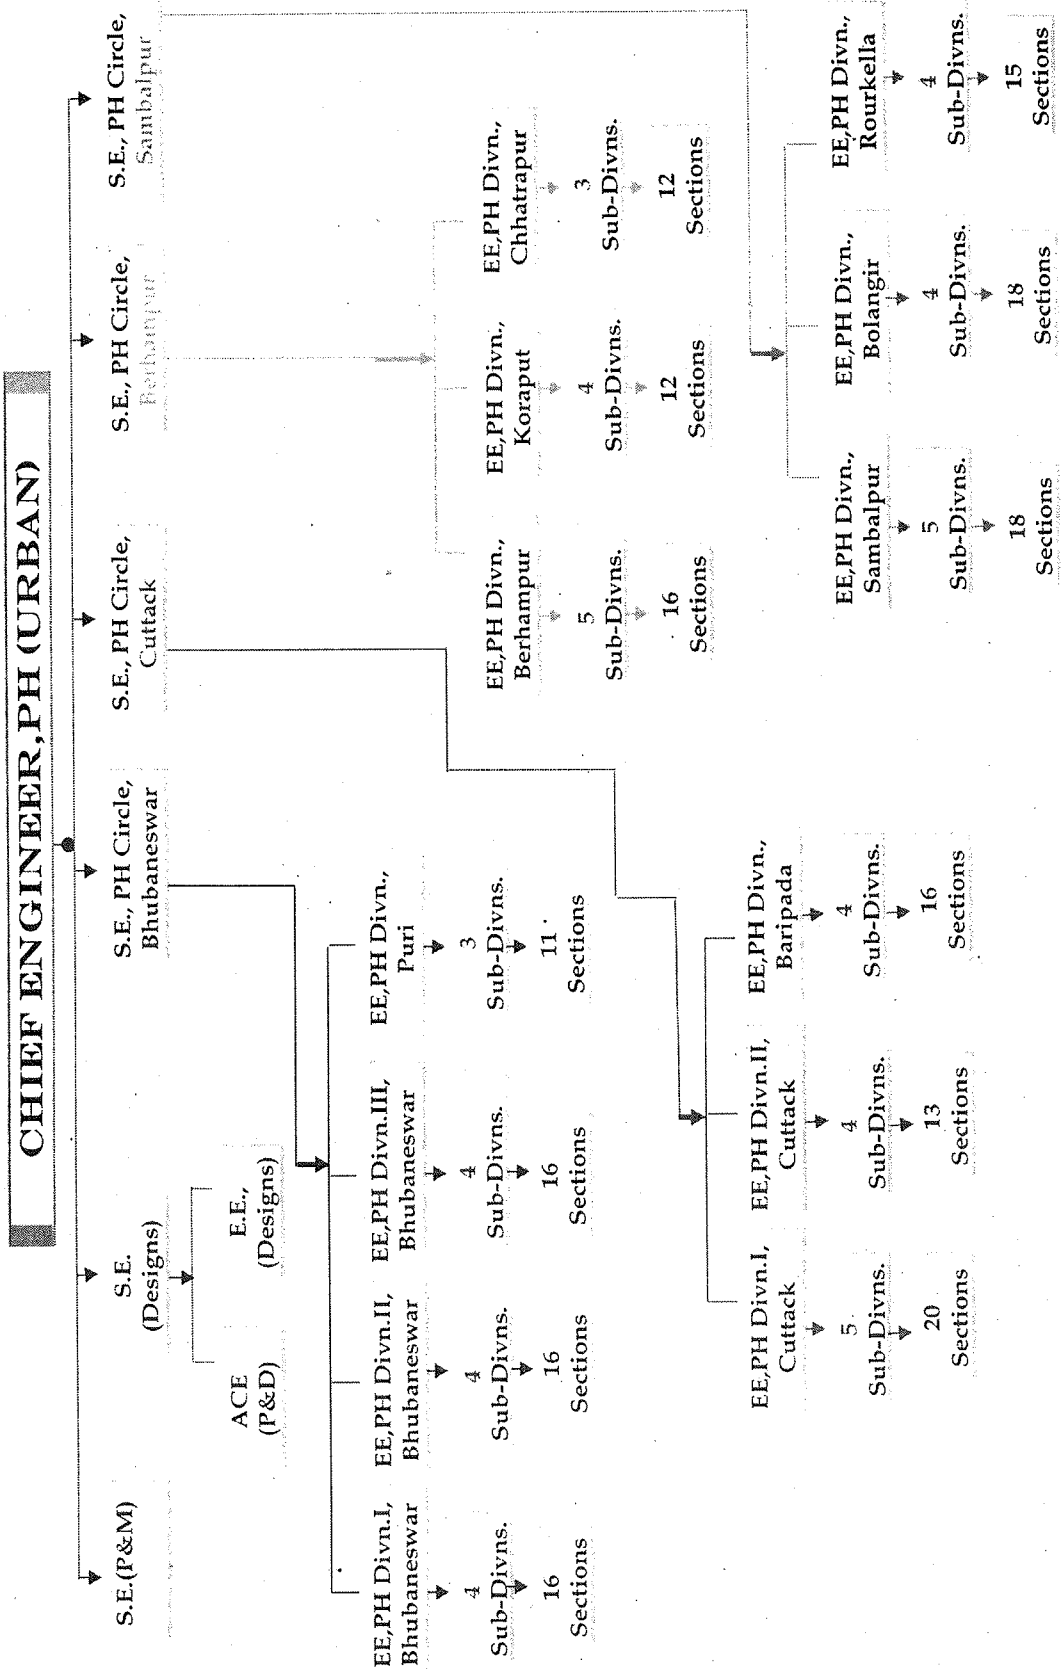 CHIEF ENGINEER,PH (URBAN)
S.E.(P&M)
S.E.
(Designs)
S.E., PH Circle,
Bhubaneswar
S.E., PH Circle,
Cuttack
S.E., PH Circle,
Berhampur
S.E., PH Circle,
Sambalpur
ACE
(P&D)
E.E.,
(Designs)
EE,PH Divn.I,
Bhubaneswar
4
Sub-Divns.
16
Sections
EE,PH Divn.II,
Bhubaneswar
4
Sub-Divns.
16
Sections
EE,PH Divn.III,
Bhubaneswar
4
Sub-Divns.
16
Sections
EE,PH Divn.,
Puri
3
Sub-Divns.
11
Sections
EE,PH Divn.,
Berhampur
5
Sub-Divns.
16
Sections
EE,PH Divn.,
Koraput
4
Sub-Divns.
12
Sections
EE,PH Divn.,
Chhatrapur
3
Sub-Divns.
12
Sections
EE,PH Divn.I,
Cuttack
5
Sub-Divns.
20
Sections
EE,PH Divn.II,
Cuttack
4
Sub-Divns.
13
Sections
EE,PH Divn.,
Baripada
4
Sub-Divns.
16
Sections
EE,PH Divn.,
Sambalpur
5
Sub-Divns.
18
Sections
EE,PH Divn.,
Bolangir
4
Sub-Divns.
18
Sections
EE,PH Divn.,
Rourkella
4
Sub-Divns.
15
Sections